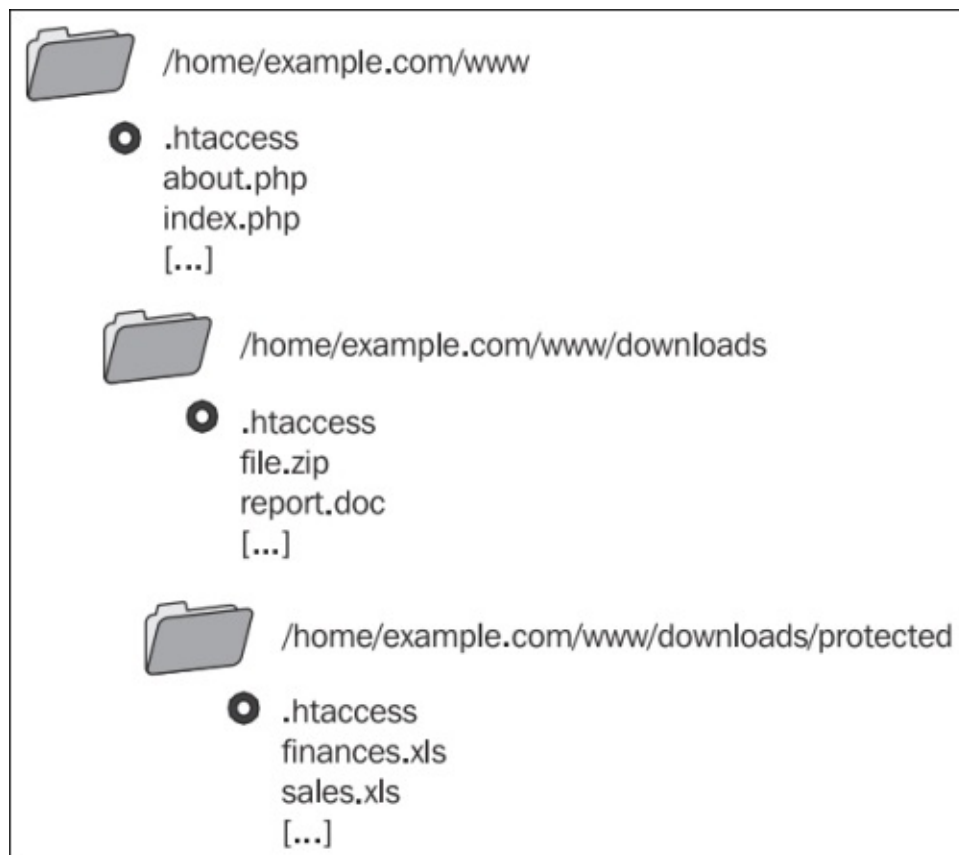 /home/example.com/www
.htaccess
about.php
index.php
[...]
/home/example.com/www/downloads
.htaccess
file.zip
report.doc
[...]
/home/example.com/www/downloads/protected
.htaccess
finances.xls
sales.xls
[...]